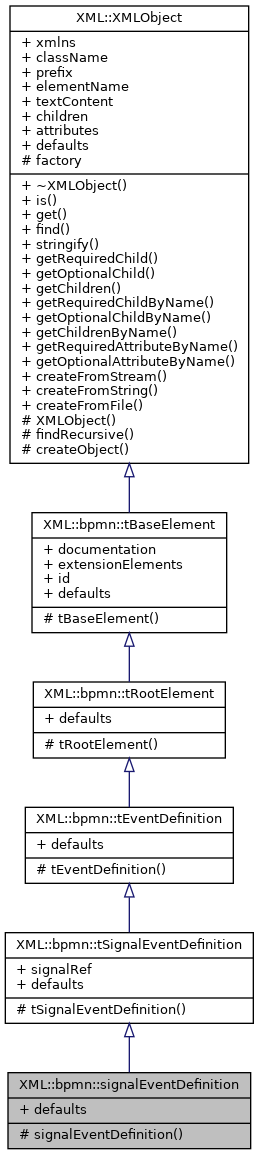 XML::XMLObject
+ xmlns
+ className
+ prefix
+ elementName
+ textContent
+ children
+ attributes
+ defaults
# factory
+ ~XMLObject()
+ is()
+ get()
+ find()
+ stringify()
+ getRequiredChild()
+ getOptionalChild()
+ getChildren()
+ getRequiredChildByName()
+ getOptionalChildByName()
+ getChildrenByName()
+ getRequiredAttributeByName()
+ getOptionalAttributeByName()
+ createFromStream()
+ createFromString()
+ createFromFile()
# XMLObject()
# findRecursive()
# createObject()
XML::bpmn::tBaseElement
+ documentation
+ extensionElements
+ id
+ defaults
# tBaseElement()
XML::bpmn::tRootElement
+ defaults
# tRootElement()
XML::bpmn::tEventDefinition
+ defaults
# tEventDefinition()
XML::bpmn::tSignalEventDefinition
+ signalRef
+ defaults
# tSignalEventDefinition()
XML::bpmn::signalEventDefinition
+ defaults
# signalEventDefinition()